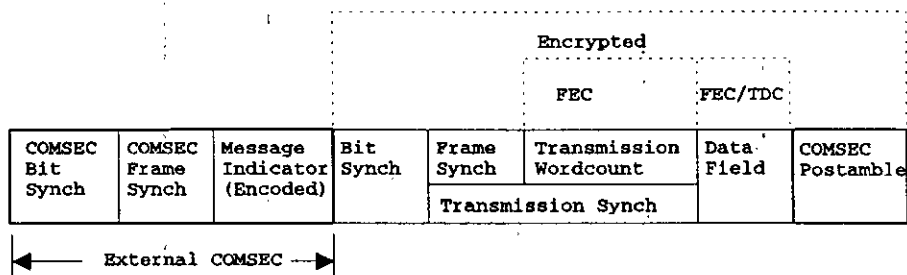 Encrypted
FEC
FEC/TDC
COMSEC Bit Synch
COMSEC Frame Synch
Message Indicator (Encoded)
Bit Synch
Frame Synch
Transmission Wordcount
Data Field
COMSEC Postamble
Transmission Synch
External COMSEC